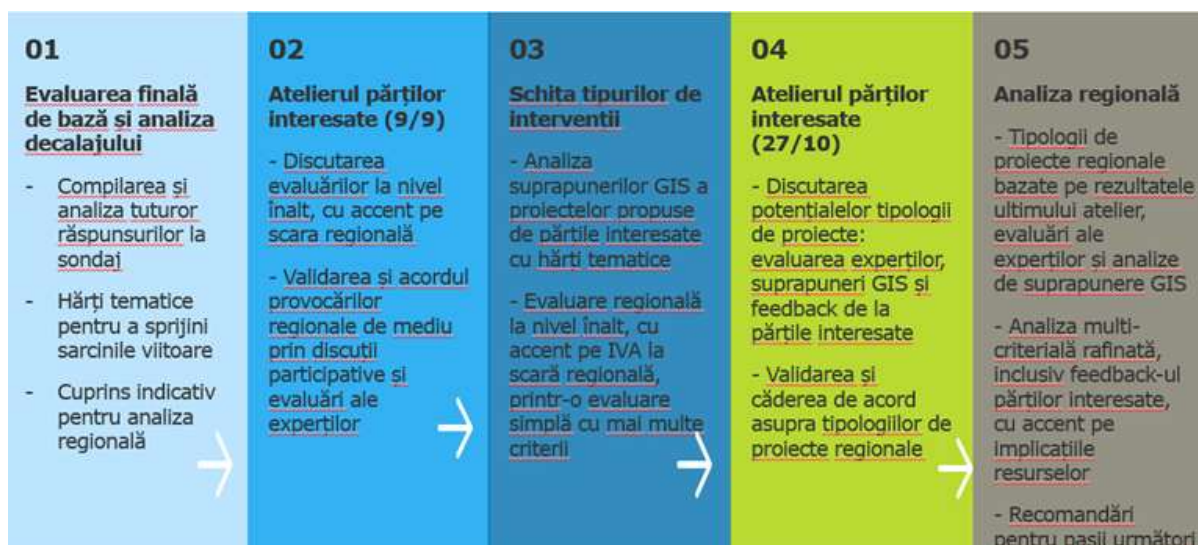 01
Evaluarea finală
de bază și analiza
decalajului
- Compilarea și
analiza tuturor
răspunsurilor la
sondaj
- Hărți tematice
pentru a sprijini
sarcinile viitoare
- Cuprins indicativ
pentru analiza
regională
02
Atelierul părților
interesate (9/9)
- Discutarea
evaluărilor la nivel
înalt, cu accent pe
scara regională
- Validarea și acordul
provocărilor
regionale de mediu
prin discuții
participative și
evaluări ale
experților
03
Schița tipurilor de
interventii
- Analiza
suprapunerilor GIS a
proiectelor propuse
de părțile interesate
cu hărți tematice
- Evaluare regională
la nivel înalt, cu
accent pe IVA la
scară regională,
printr-o evaluare
simplă cu mai multe
criterii
04
Atelierul părților
interesate
(27/10)
- Discutarea
potențialelor tipologii
de proiecte:
evaluarea experților,
suprapuneri GIS și
feedback de la
părțile interesate
- Validarea și
căderea de acord
asupra tipologiilor de
proiecte regionale
05
Analiza regională
- Tipologii de
proiecte regionale
bazate pe rezultatele
ultimului atelier,
evaluări ale
experților și analize
de suprapunere GIS
- Analiza multi-
criterială rafinată,
inclusiv feedback-ul
părților interesate,
cu accent pe
implicațiile
resurselor
- Recomandări
pentru pașii următori